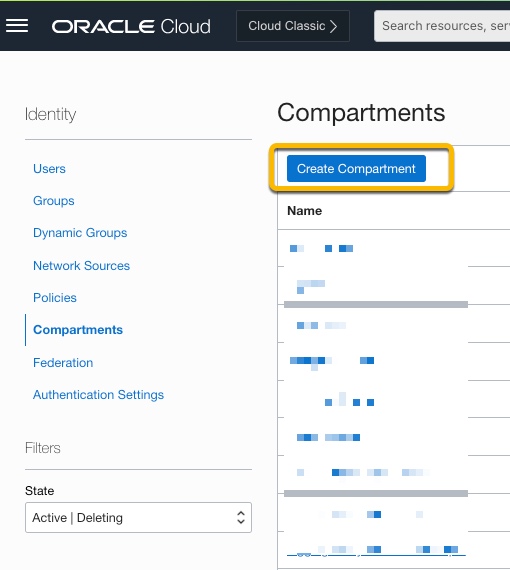 ORACLE Cloud
Cloud Classic
Search resources, ser
Identity
Users
Groups
Dynamic Groups
Network Sources
Policies
Compartments
Federation
Authentication Settings
Filters
State
Active | Deleting
Compartments
Create Compartment
Name